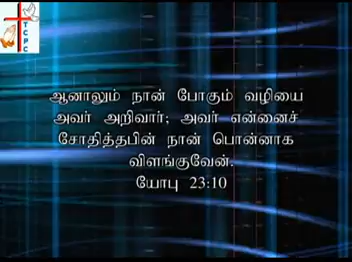 T
C
P
C
ஆனாலும் நான் போகும் வழியை
அவர் அறிவார்; அவர் என்னைச்
சோதித்தபின் நான் பொன்னாக
விளங்குவேன்.
யோபு 23:10